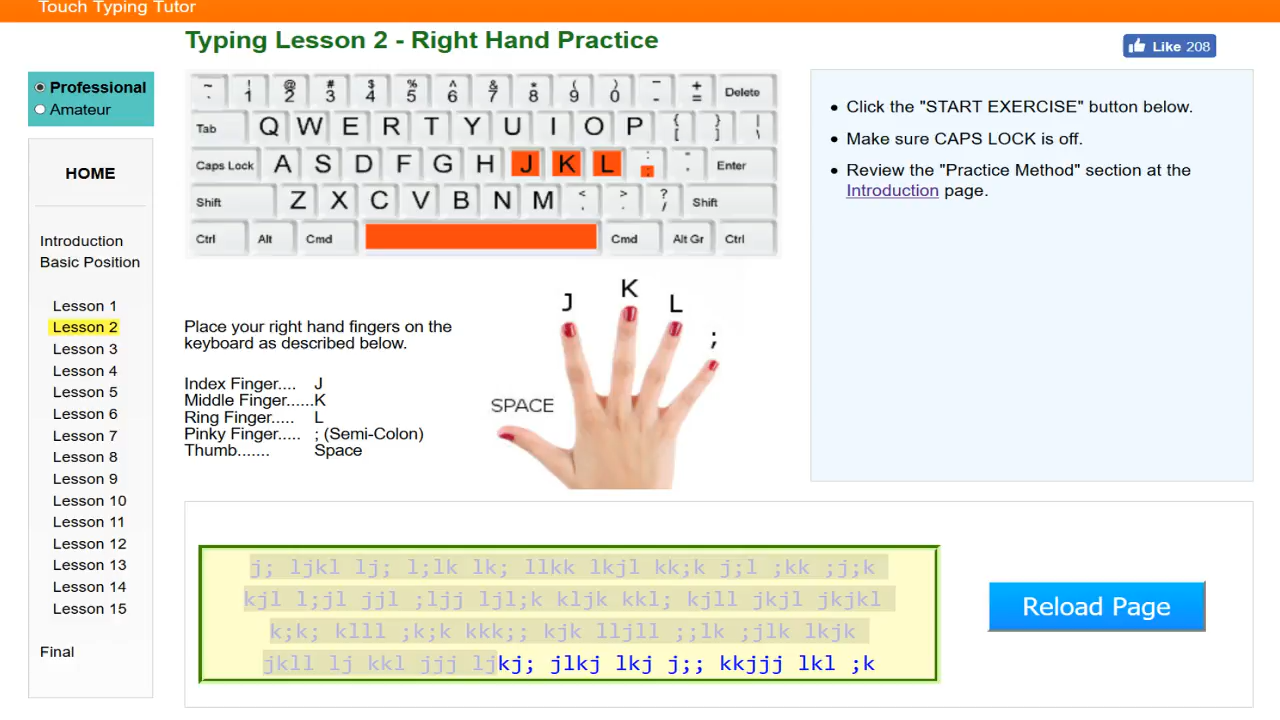 Touch Typing Tutor
Typing Lesson 2 - Right Hand Practice
Like 208
Professional
Amateur
HOME
Introduction
Basic Position
Lesson 1
Lesson 2
Lesson 3
Lesson 4
Lesson 5
Lesson 6
Lesson 7
Lesson 8
Lesson 9
Lesson 10
Lesson 11
Lesson 12
Lesson 13
Lesson 14
Lesson 15
Final
~ ! @ # $ % ^ & * ( ) _ + Delete
` 1 2 3 4 5 6 7 8 9 0 - =
Tab Q W E R T Y U I O P { [ } ] | \
Caps Lock A S D F G H J K L : ; " ' Enter
Shift Z X C V B N M < , > . ? / Shift
Ctrl Alt Cmd Cmd Alt Gr Ctrl
Click the "START EXERCISE" button below.
Make sure CAPS LOCK is off.
Review the "Practice Method" section at the
Introduction page.
Place your right hand fingers on the
keyboard as described below.
Index Finger.... J
Middle Finger......K
Ring Finger..... L
Pinky Finger..... ; (Semi-Colon)
Thumb....... Space
J K L ;
SPACE
j; ljkl lj; l;lk lk; llkk lkjl kk;k j;l ;kk ;j;k
kjl l;jl jjl ;ljj ljl;k kljk kkl; kjll jkjl jkjkl
k;k; klll ;k;k kkk;; kjk lljll ;;lk ;jlk lkjk
jkll lj kkl jjj ljkj; jlkj lkj j;; kkjjj lkl ;k
Reload Page